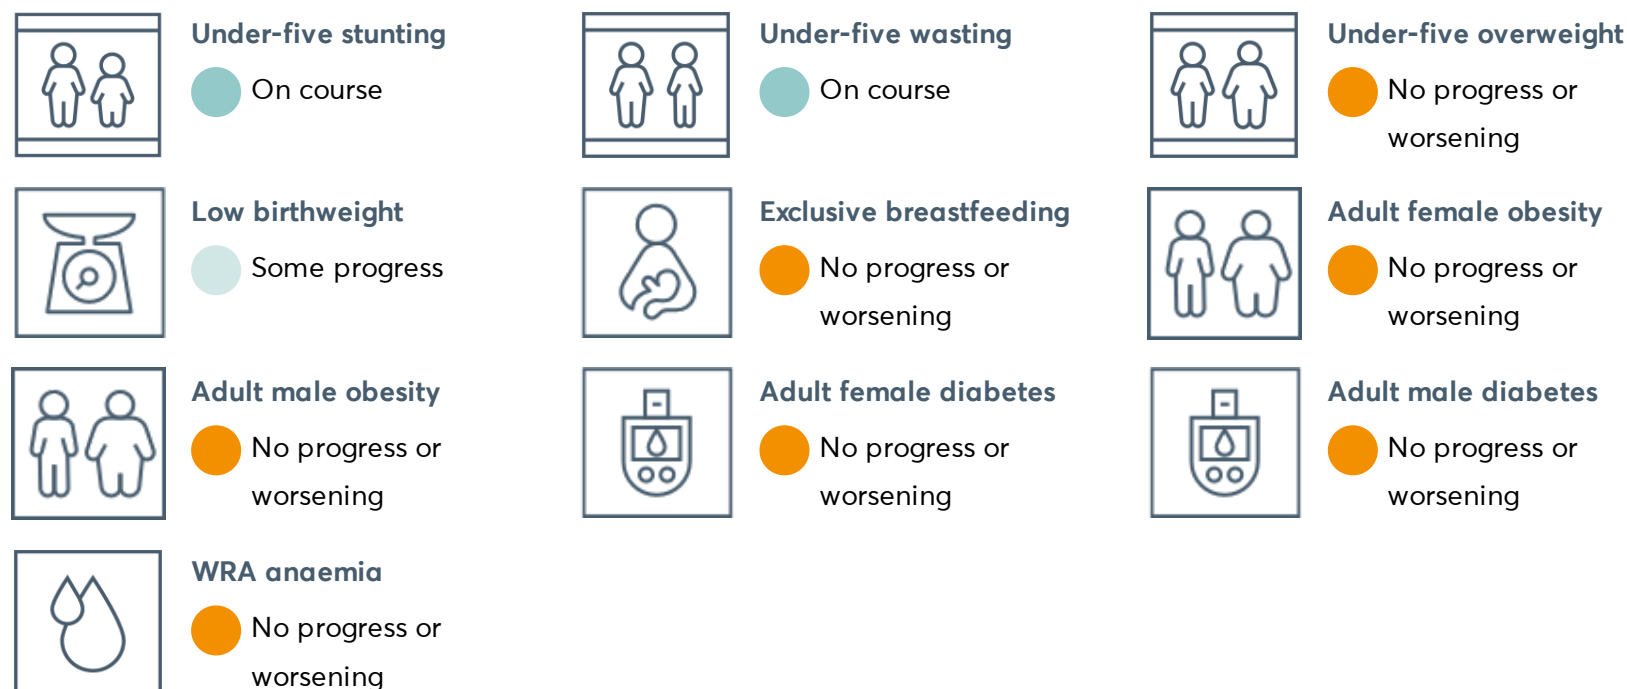 Under-five stunting
On course
Under-five wasting
On course
Under-five overweight
No progress or
worsening
Low birthweight
Some progress
Exclusive breastfeeding
No progress or
worsening
Adult female obesity
No progress or
worsening
Adult male obesity
No progress or
worsening
Adult female diabetes
No progress or
worsening
Adult male diabetes
No progress or
worsening
WRA anaemia
No progress or
worsening